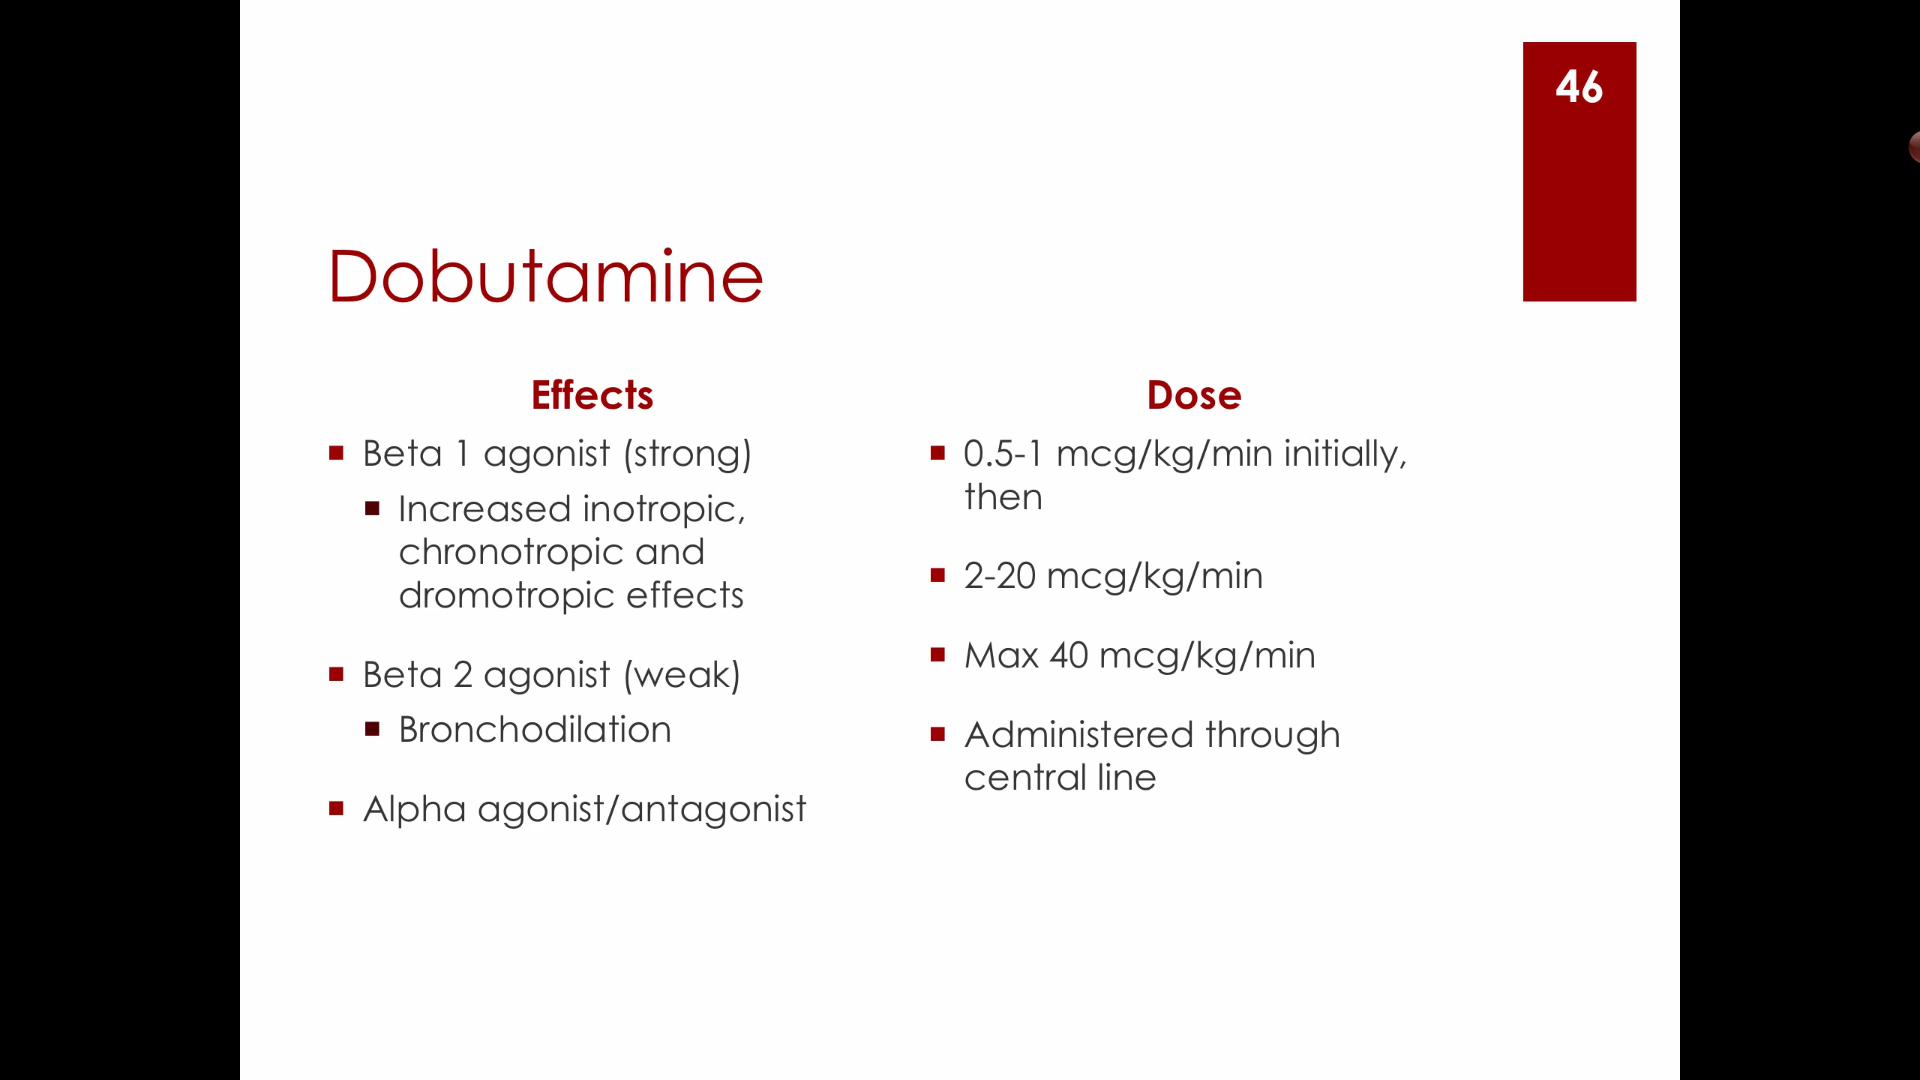 46
Dobutamine
Effects
Beta 1 agonist (strong)
Increased inotropic,
chronotropic and
dromotropic effects
Beta 2 agonist (weak)
Bronchodilation
Alpha agonist/antagonist
Dose
0.5-1 mcg/kg/min initially,
then
2-20 mcg/kg/min
Max 40 mcg/kg/min
Administered through
central line